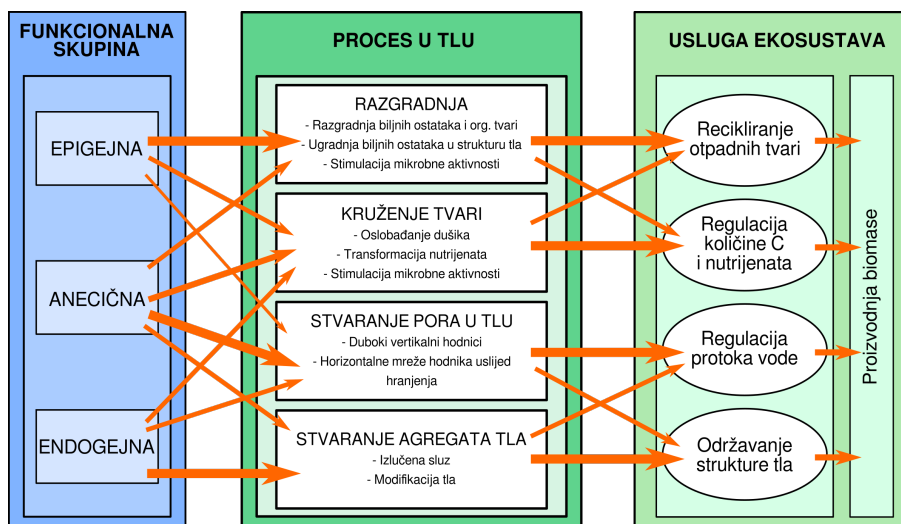 FUNKCIONALNA
SKUPINA
EPIGEJNA
ANECIČNA
ENDOGEJNA
PROCES U TLU
RAZGRADNJA
- Razgradnja biljnih ostataka i org. tvari
- Ugradnja biljnih ostataka u strukturu tla
- Stimulacija mikrobne aktivnosti
KRUŽENJE TVARI
- Oslobađanje dušika
- Transformacija nutrijenata
- Stimulacija mikrobne aktivnosti
STVARANJE PORA U TLU
- Duboki vertikalni hodnici
- Horizontalne mreže hodnika uslijed
hranjenja
STVARANJE AGREGATA TLA
- Izlučena sluz
- Modifikacija tla
USLUGA EKOSUSTAVA
Recikliranje
otpadnih tvari
Regulacija
količine C
i nutrijenata
Regulacija
protoka vode
Održavanje
strukture tla
Proizvodnja biomase